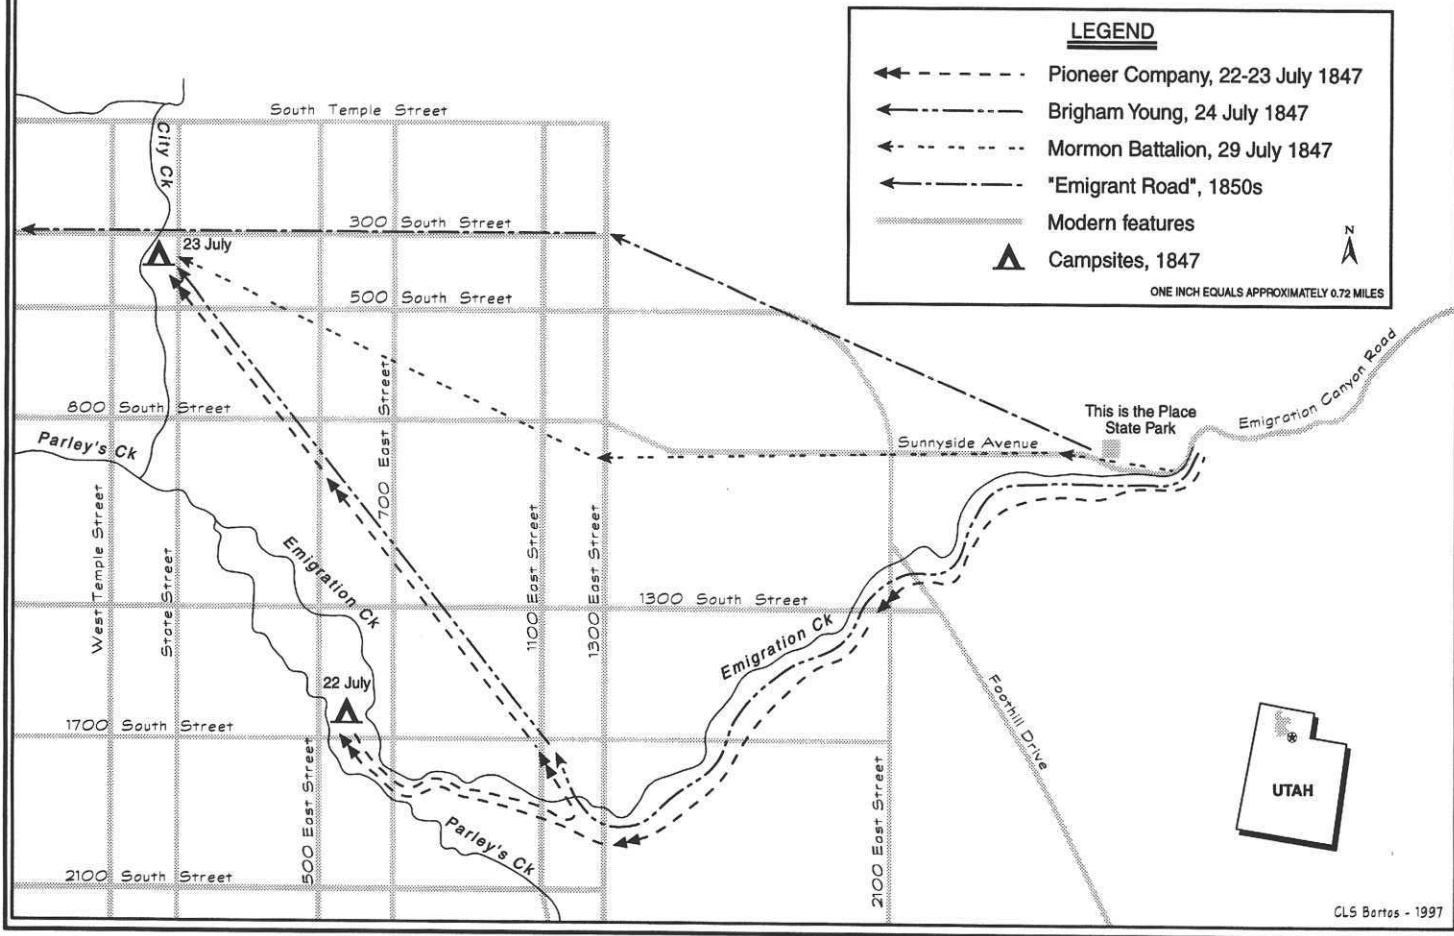 LEGEND
Pioneer Company, 22-23 July 1847
Brigham Young, 24 July 1847
Mormon Battalion, 29 July 1847
"Emigrant Road", 1850s
Modern features
Campsites, 1847
N
ONE INCH EQUALS APPROXIMATELY 0.72 MILES
South Temple Street
City Ck
300 South Street
23 July
500 South Street
700 East Street
800 South Street
Parley's Ck
This is the Place
State Park
Emigration Canyon Road
Sunnyside Avenue
West Temple Street
State Street
Emigration Ck
1100 East Street
1300 East Street
1300 South Street
Emigration Ck
22 July
1700 South Street
500 East Street
Foothill Drive
Parley's Ck
2100 East Street
2100 South Street
UTAH
CLS Bartos - 1997